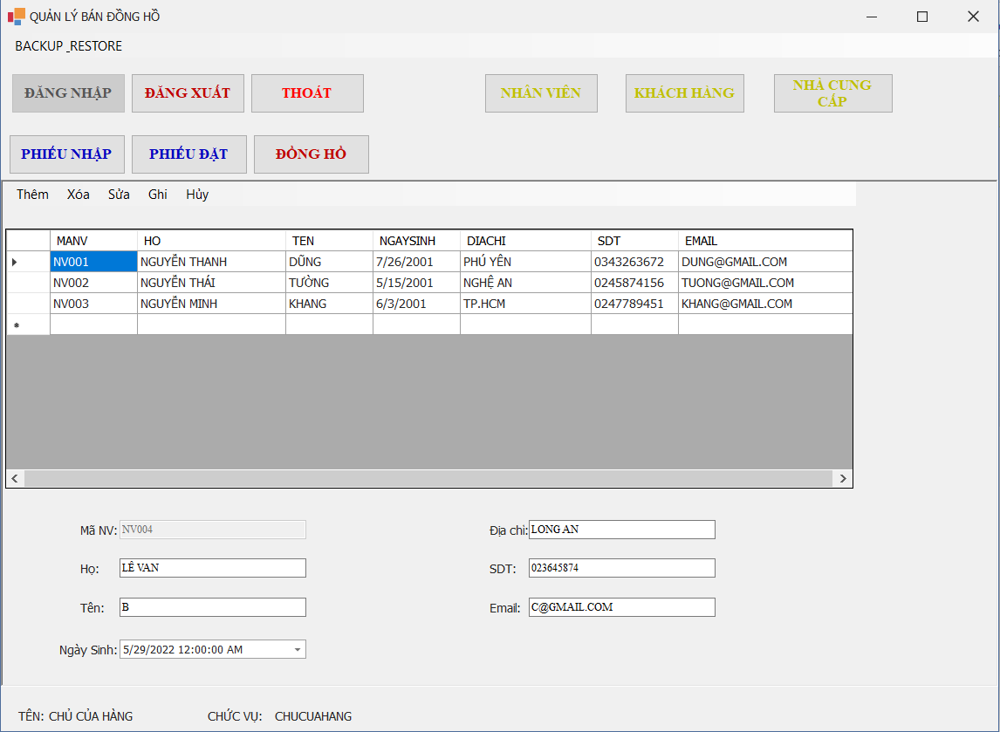 QUẢN LÝ BÁN ĐỒNG HỒ
BACKUP _RESTORE
ĐĂNG NHẬP ĐĂNG XUẤT THOÁT NHÂN VIÊN KHÁCH HÀNG NHÀ CUNG
CẤP
PHIẾU NHẬP PHIẾU ĐẶT ĐỒNG HỒ
Thêm Xóa Sửa Ghi Hủy
MANV HO TEN NGAYSINH DIACHI SDT EMAIL
NV001 NGUYỄN THANH DŨNG 7/26/2001 PHÚ YÊN 0343263672 DUNG@GMAIL.COM
NV002 NGUYỄN THÁI TƯỜNG 5/15/2001 NGHỆ AN 0245874156 TUONG@GMAIL.COM
NV003 NGUYỄN MINH KHANG 6/3/2001 TP.HCM 0247789451 KHANG@GMAIL.COM
Mã NV: NV004 Địa chỉ: LONG AN
Họ: LÊ VAN SDT: 023645874
Tên: B Email: C@GMAIL.COM
Ngày Sinh: 5/29/2022 12:00:00 AM
TÊN: CHỦ CỦA HÀNG CHỨC VỤ: CHUCUAHANG